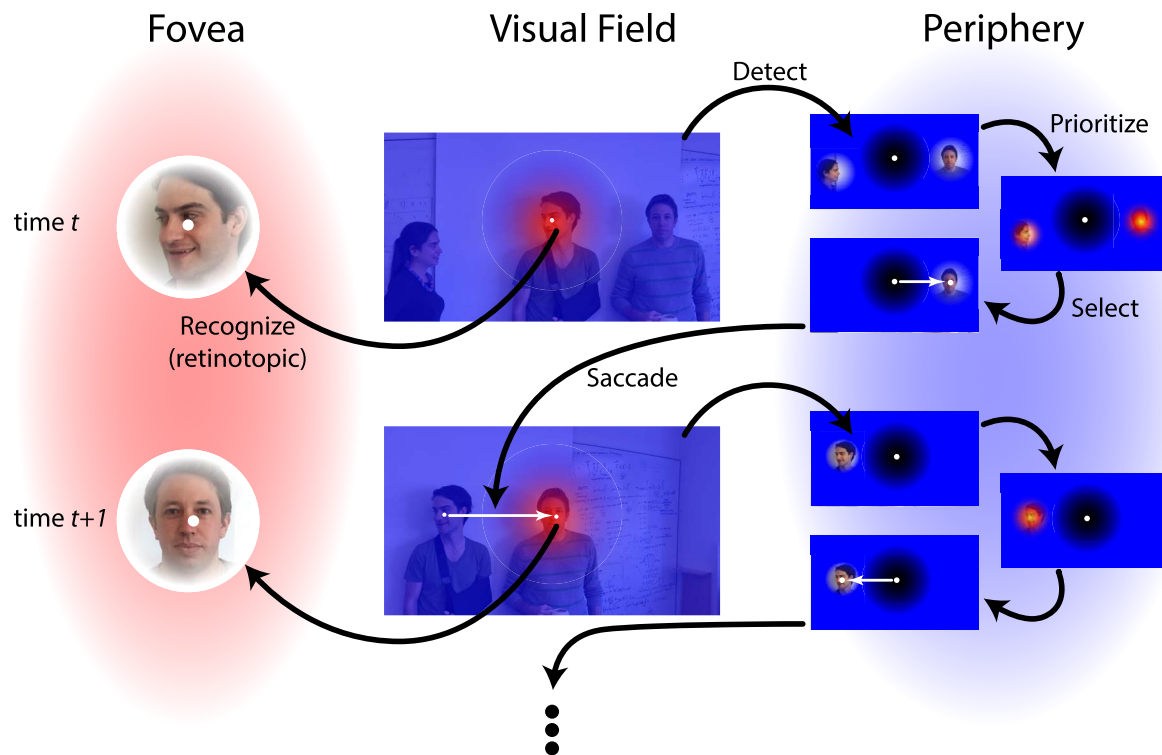 Fovea
Visual Field
Periphery
Detect
Prioritize
time t
Recognize
(retinotopic)
Select
Saccade
time t+1